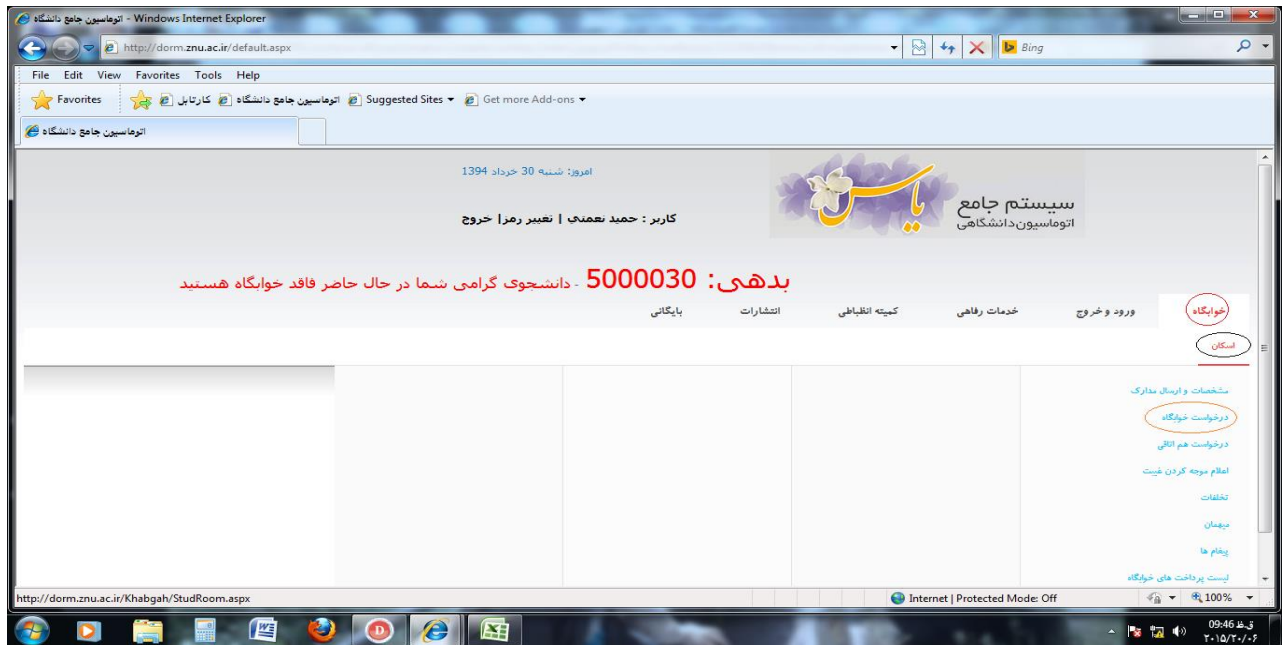 اتوماسیون جامع دانشگاه - Windows Internet Explorer
http://dorm.znu.ac.ir/default.aspx
Bing
File Edit View Favorites Tools Help
Favorites کارتابل اتوماسیون جامع دانشگاه Suggested Sites Get more Add-ons
اتوماسیون جامع دانشگاه
امروز: شنبه 30 خرداد 1394
یاس
سیستم جامع
اتوماسیون دانشگاهی
کاربر : حمید نعمتی | تغییر رمز| خروج
بدهی: 5000030 - دانشجوی گرامی شما در حال حاضر فاقد خوابگاه هستید
خوابگاه ورود و خروج خدمات رفاهی کمیته انظباطی انتشارات بایگانی
اسکان
مشخصات و ارسال مدارک
درخواست خوابگاه
درخواست هم اتاقی
اعلام موجه کردن غیبت
تخلفات
میهمان
پیغام ها
لیست پرداخت های خوابگاه
http://dorm.znu.ac.ir/Khabgah/StudRoom.aspx
Internet | Protected Mode: Off
100%
09:46 ق.ظ
۲۰۱۵/۲۰/۰۶